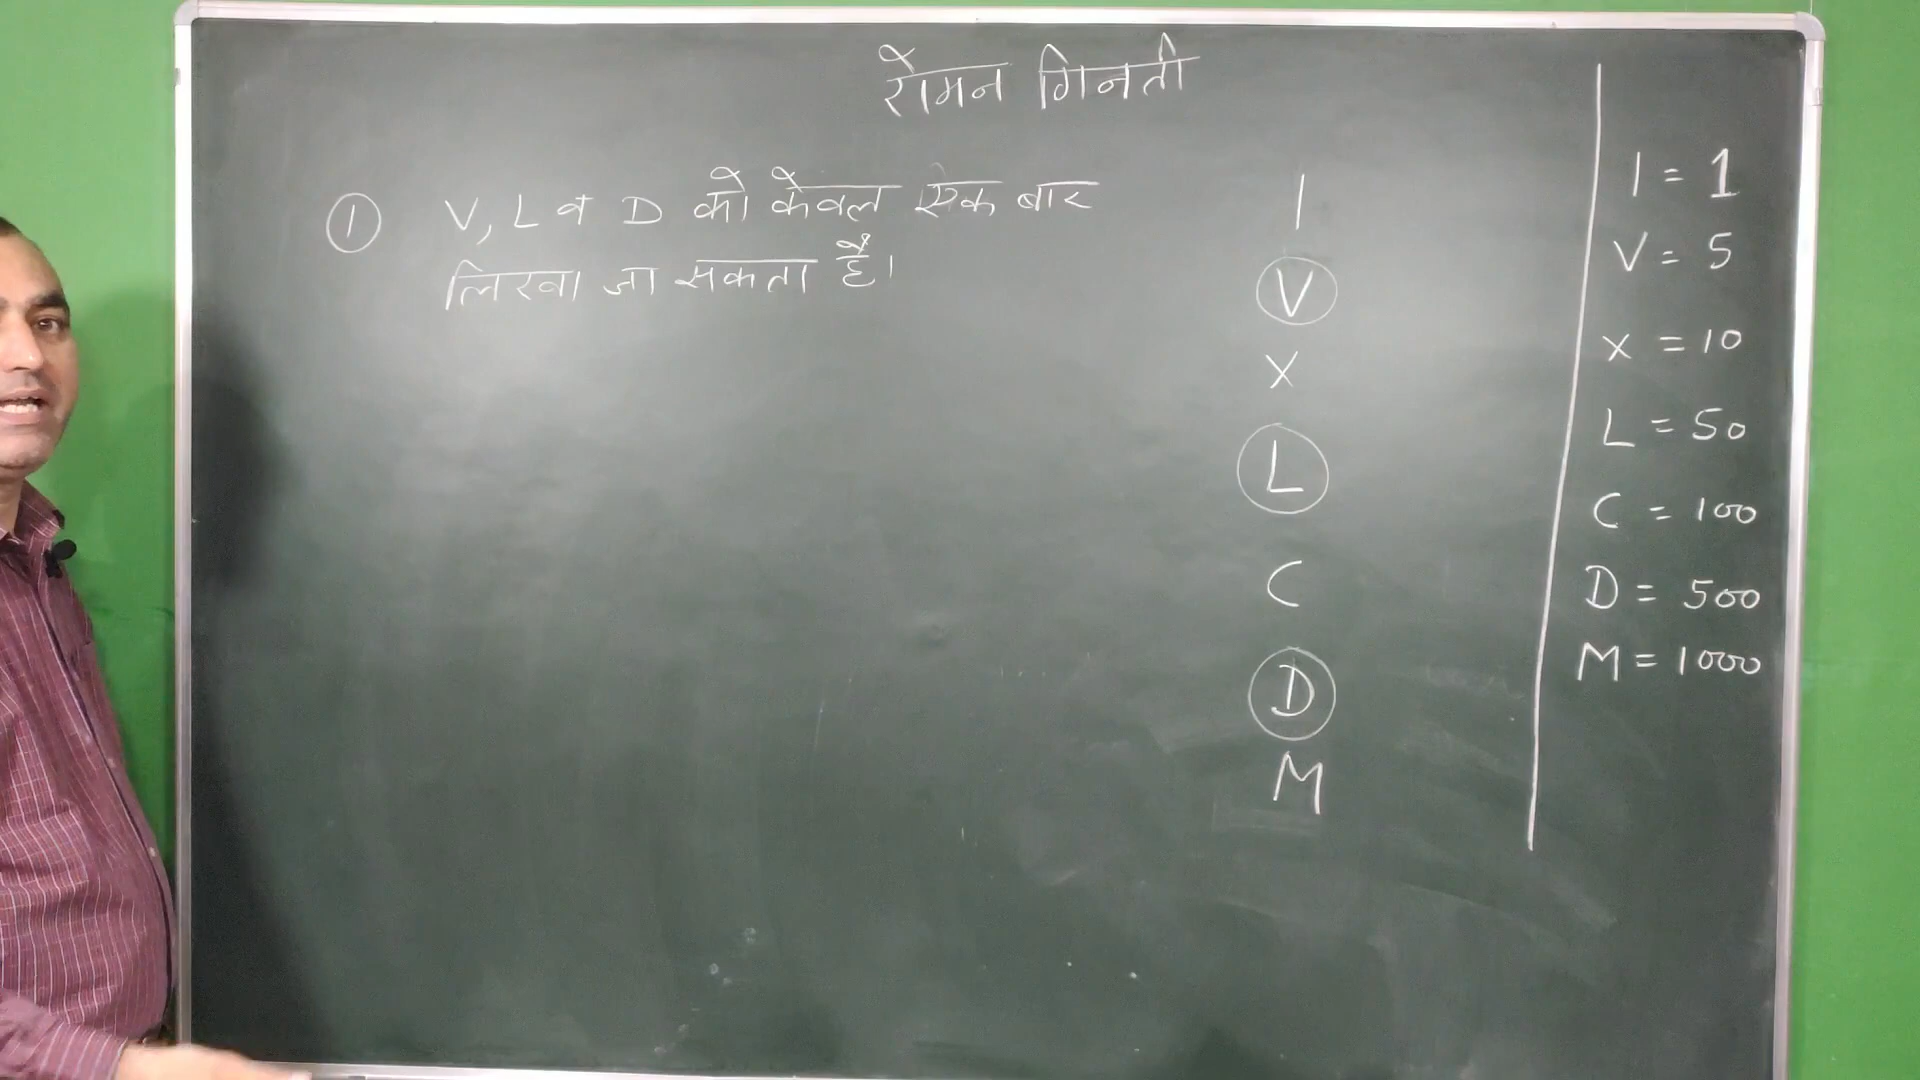 रोमन गिनती
① V, L व D को केवल एक बार
लिखा जा सकता है।
I
V
X
L
C
D
M
I = 1
V = 5
X = 10
L = 50
C = 100
D = 500
M = 1000